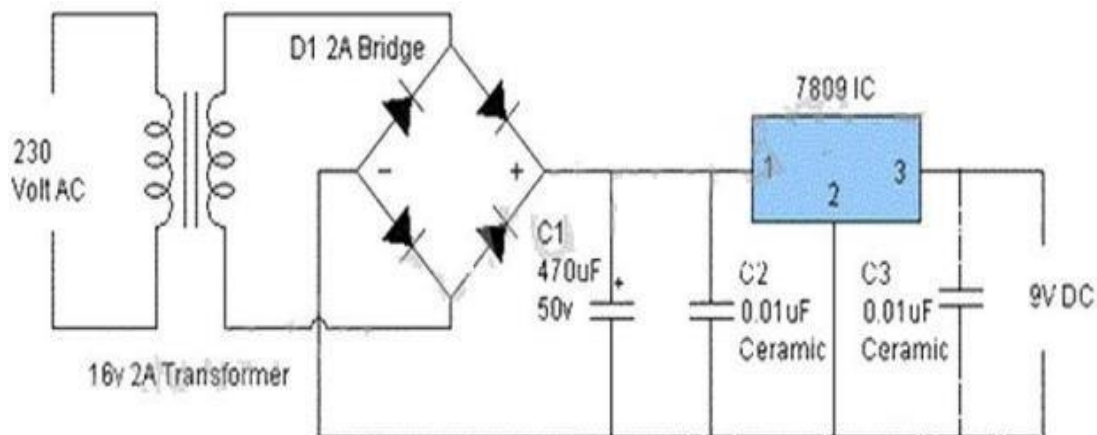 D1 2A Bridge
7809 IC
230
Volt AC
-
+
1
2
3
C1
470uF
50v
+
C2
0.01uF
Ceramic
C3
0.01uF
Ceramic
9V DC
16v 2A Transformer